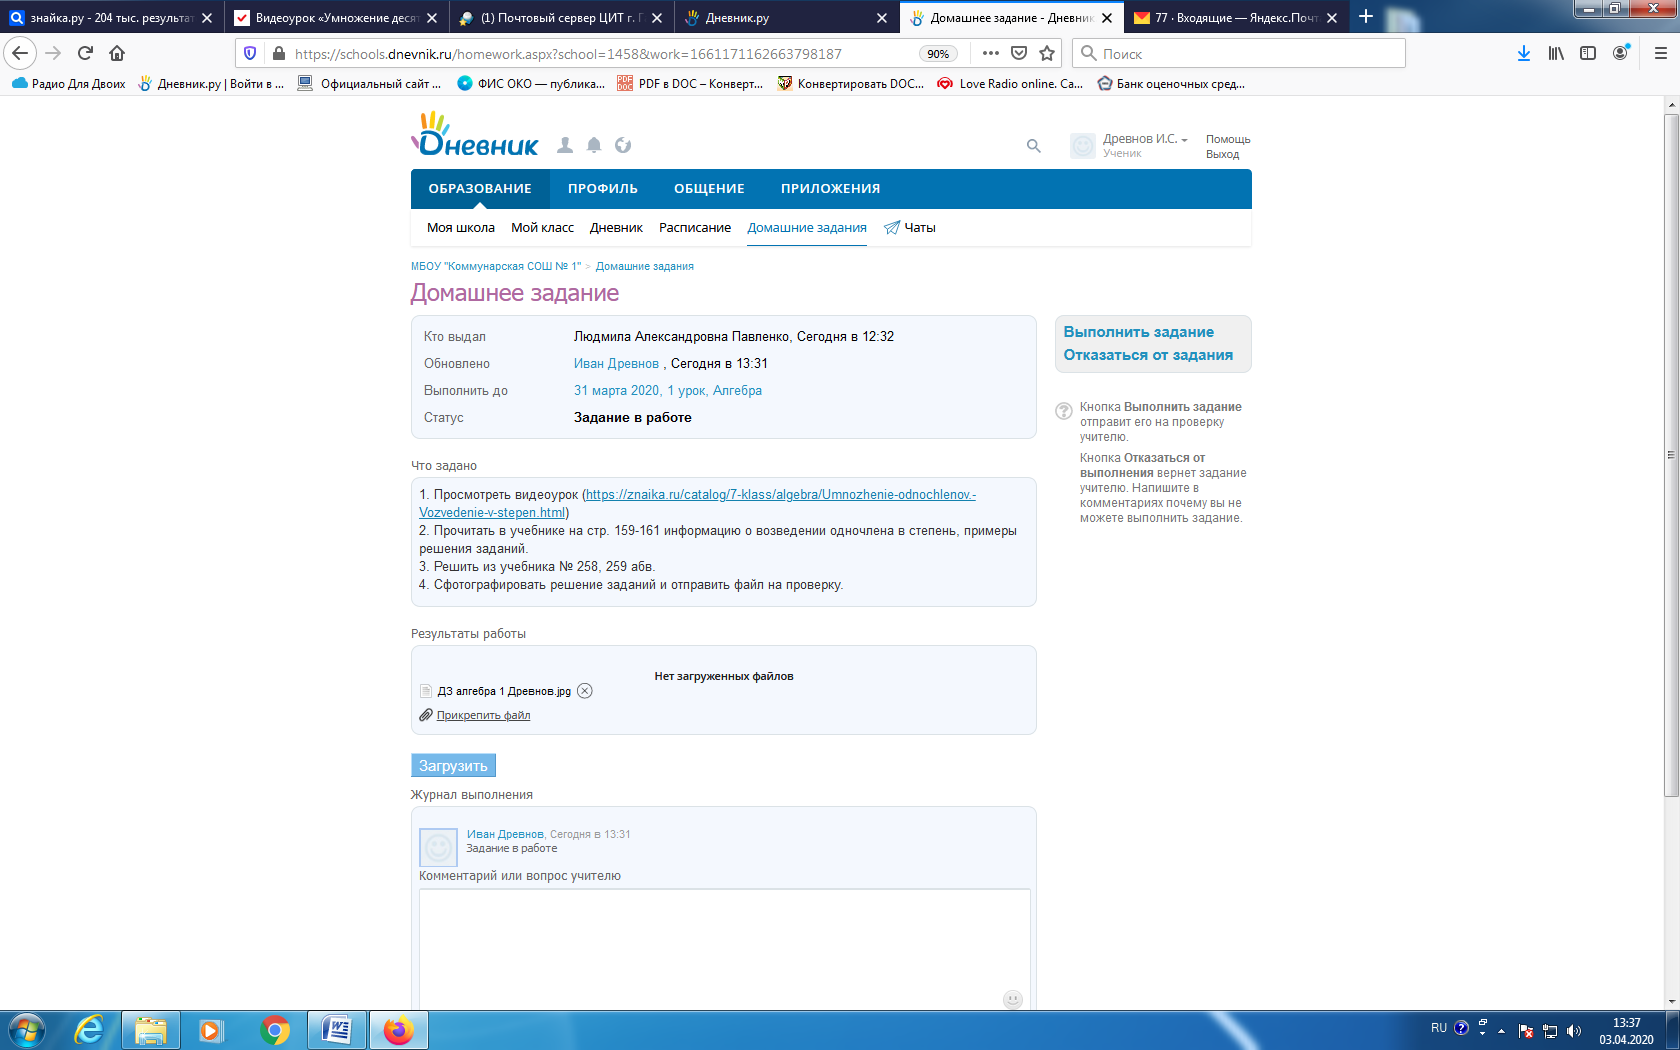 знайка.ру - 204 тыс. результат
Видеоурок «Умножение десят
(1) Почтовый сервер ЦИТ г. Г
Дневник.ру
Домашнее задание - Дневник
77 · Входящие — Яндекс.Почт
https://schools.dnevnik.ru/homework.aspx?school=1458&work=1661171162663798187
90%
Поиск
Радио Для Двоих
Дневник.ру | Войти в ...
Официальный сайт ...
ФИС ОКО — публика...
PDF в DOC – Конверт...
Конвертировать DOC...
Love Radio online. Са...
Банк оценочных сред...
Дневник
Древнов И.С.
Ученик
Помощь
Выход
ОБРАЗОВАНИЕ ПРОФИЛЬ ОБЩЕНИЕ ПРИЛОЖЕНИЯ
Моя школа Мой класс Дневник Расписание Домашние задания Чаты
МБОУ "Коммунарская СОШ № 1" > Домашние задания
Домашнее задание
Кто выдал Людмила Александровна Павленко, Сегодня в 12:32
Обновлено Иван Древнов , Сегодня в 13:31
Выполнить до 31 марта 2020, 1 урок, Алгебра
Статус Задание в работе
Выполнить задание
Отказаться от задания
Кнопка Выполнить задание
отправит его на проверку
учителю.
Кнопка Отказаться от
выполнения вернет задание
учителю. Напишите в
комментариях почему вы не
можете выполнить задание.
Что задано
1. Просмотреть видеоурок (https://znaika.ru/catalog/7-klass/algebra/Umnozhenie-odnochlenov.-
Vozvedenie-v-stepen.html)
2. Прочитать в учебнике на стр. 159-161 информацию о возведении одночлена в степень, примеры
решения заданий.
3. Решить из учебника № 258, 259 абв.
4. Сфотографировать решение заданий и отправить файл на проверку.
Результаты работы
Нет загруженных файлов
ДЗ алгебра 1 Древнов.jpg
Прикрепить файл
Загрузить
Журнал выполнения
Иван Древнов, Сегодня в 13:31
Задание в работе
Комментарий или вопрос учителю
RU
13:37
03.04.2020